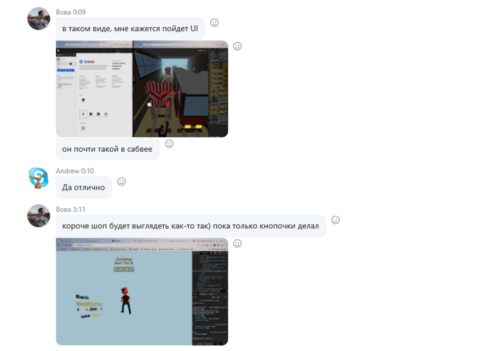 Вова 0:09
в таком виде, мне кажется пойдет UI
он почти такой в сабвее
Andrew 0:10
Да отлично
Вова 3:11
короче шоп будет выглядеть как-то так) пока только кнопочки делал